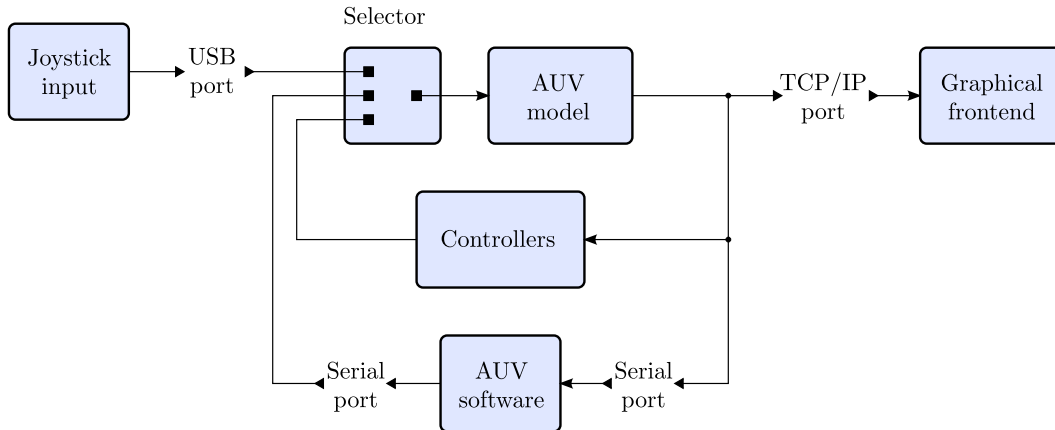 Selector
Joystick
input
USB
port
AUV
model
TCP/IP
port
Graphical
frontend
Controllers
Serial
port
AUV
software
Serial
port